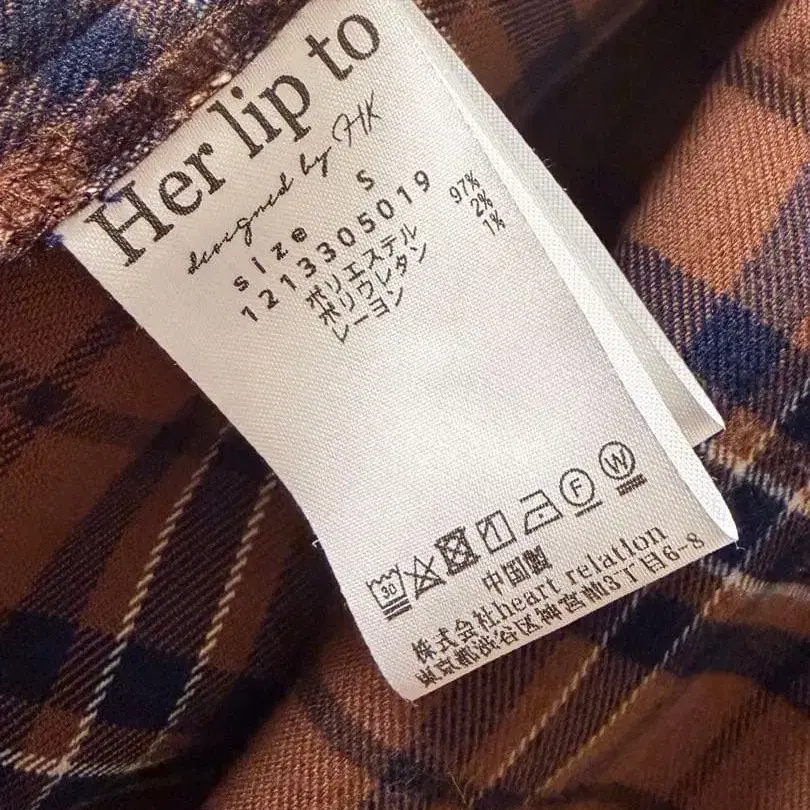 Her lip to
designed by HK
size S
1213305019
ポリエステル 97%
ポリウレタン 2%
レーヨン 1%
30
F W
中国製
株式会社heart relation
東京都渋谷区神宮前3丁目6-8